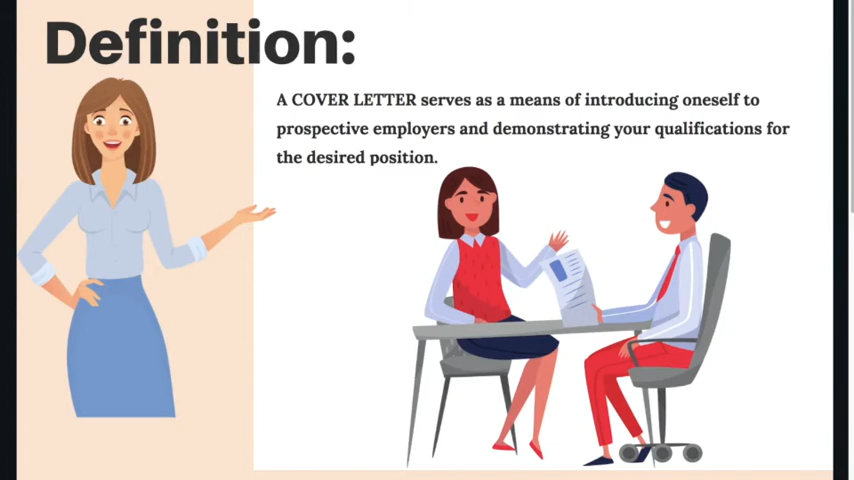 Definition:
A COVER LETTER serves as a means of introducing oneself to
prospective employers and demonstrating your qualifications for
the desired position.